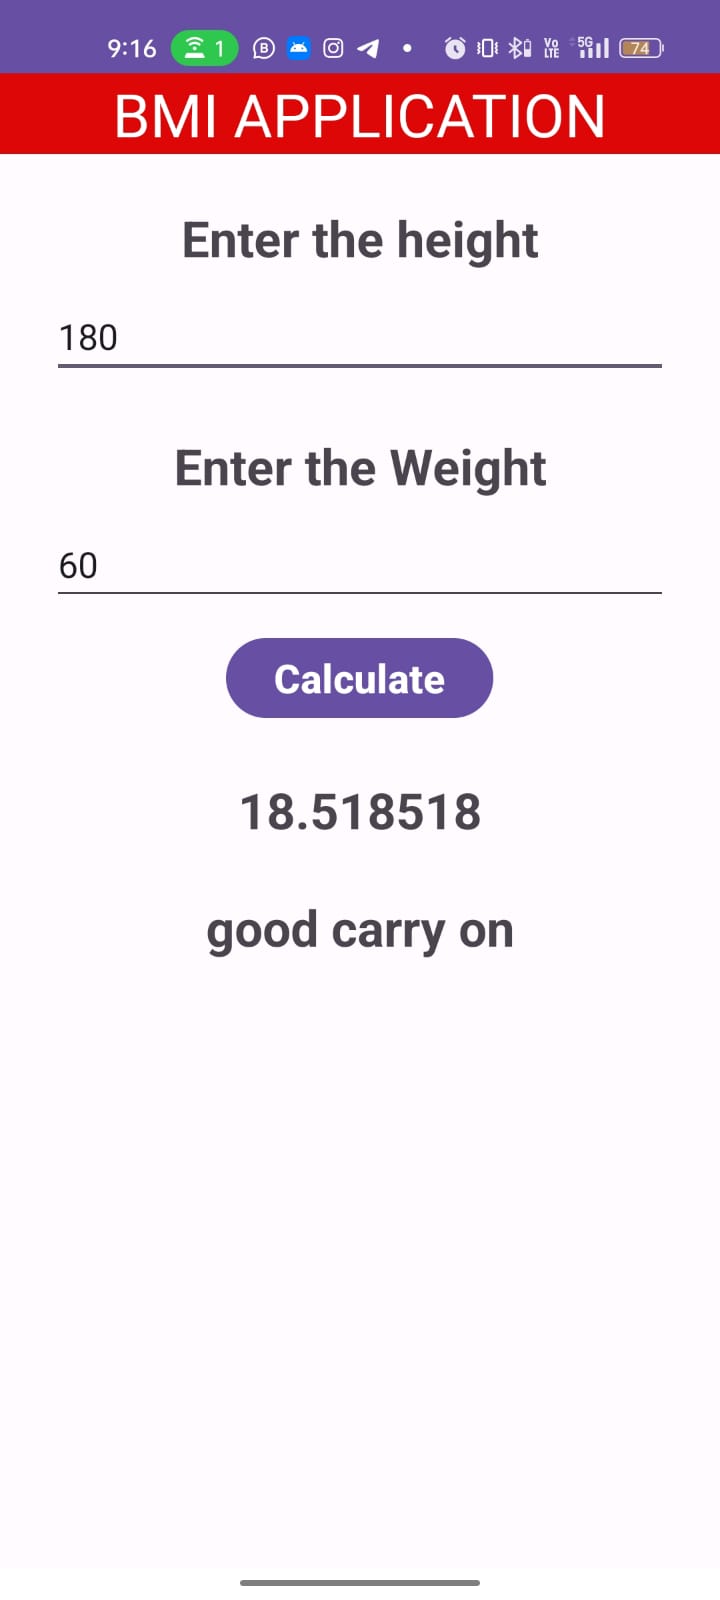 9:16 1 Vo LTE 5G 74
BMI APPLICATION
Enter the height
180
Enter the Weight
60
Calculate
18.518518
good carry on